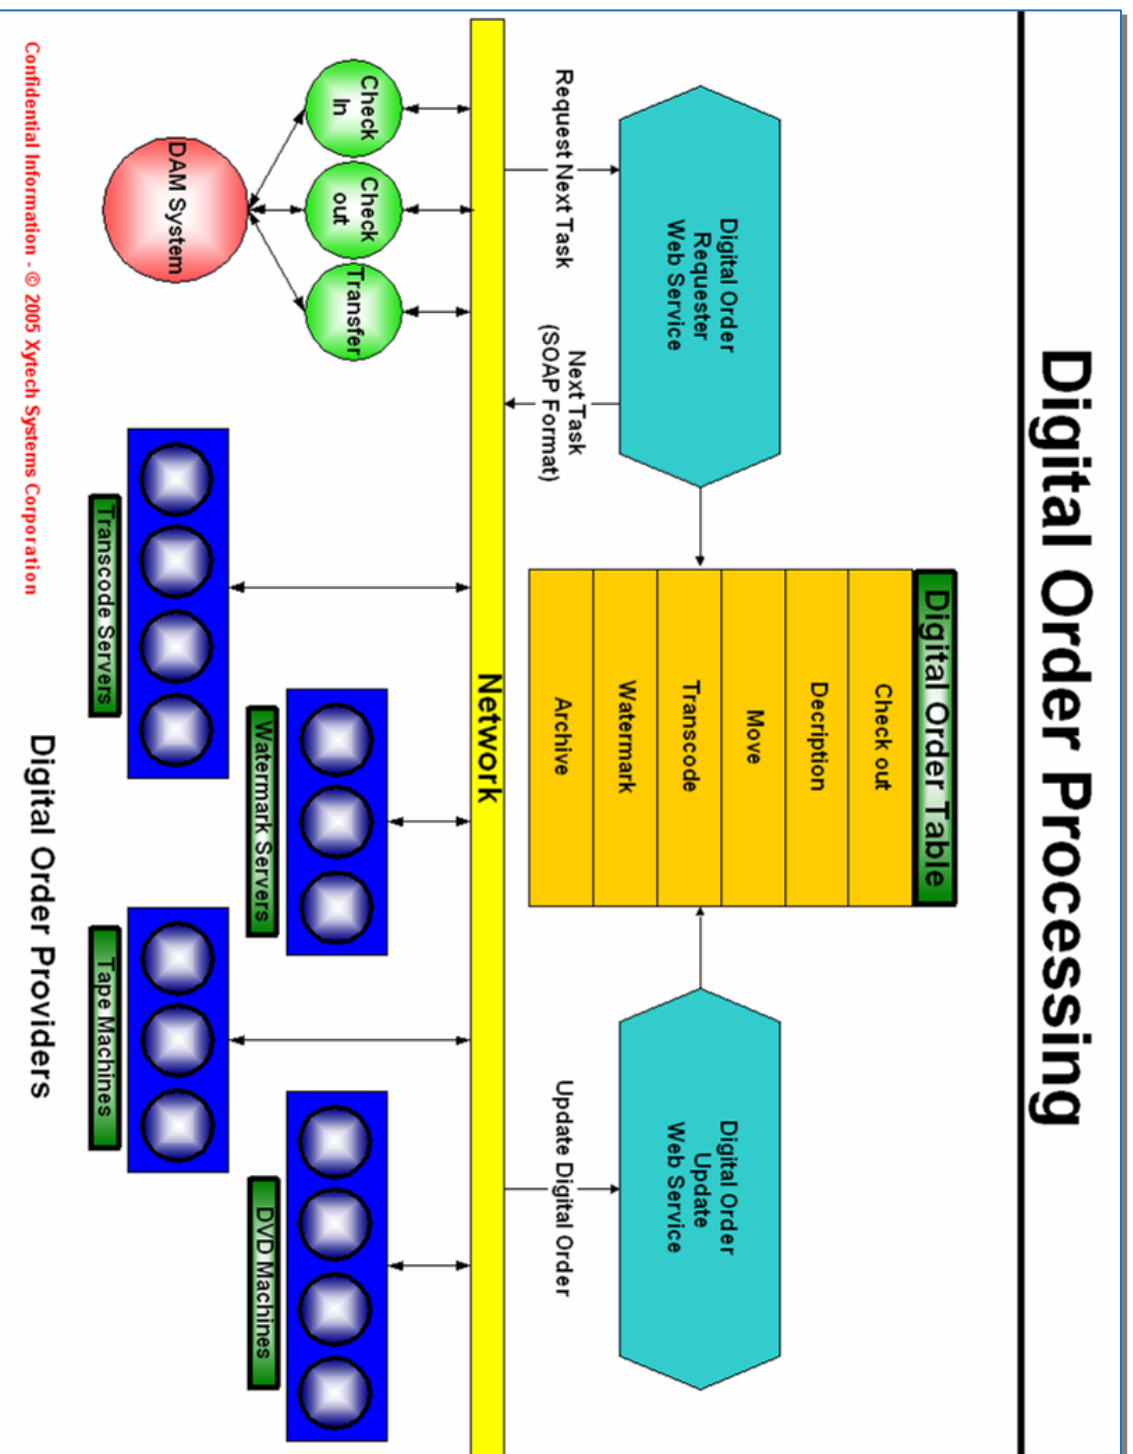 Digital Order Processing
Digital Order Table
Check out
Decription
Move
Transcode
Watermark
Archive
Digital Order
Requester
Web Service
Digital Order
Update
Web Service
Request Next Task
Next Task
(SOAP Format)
Update Digital Order
Network
Check
In
Check
out
Transfer
DAM System
Watermark Servers
DVD Machines
Transcode Servers
Tape Machines
Digital Order Providers
Confidential Information - © 2005 Xytech Systems Corporation